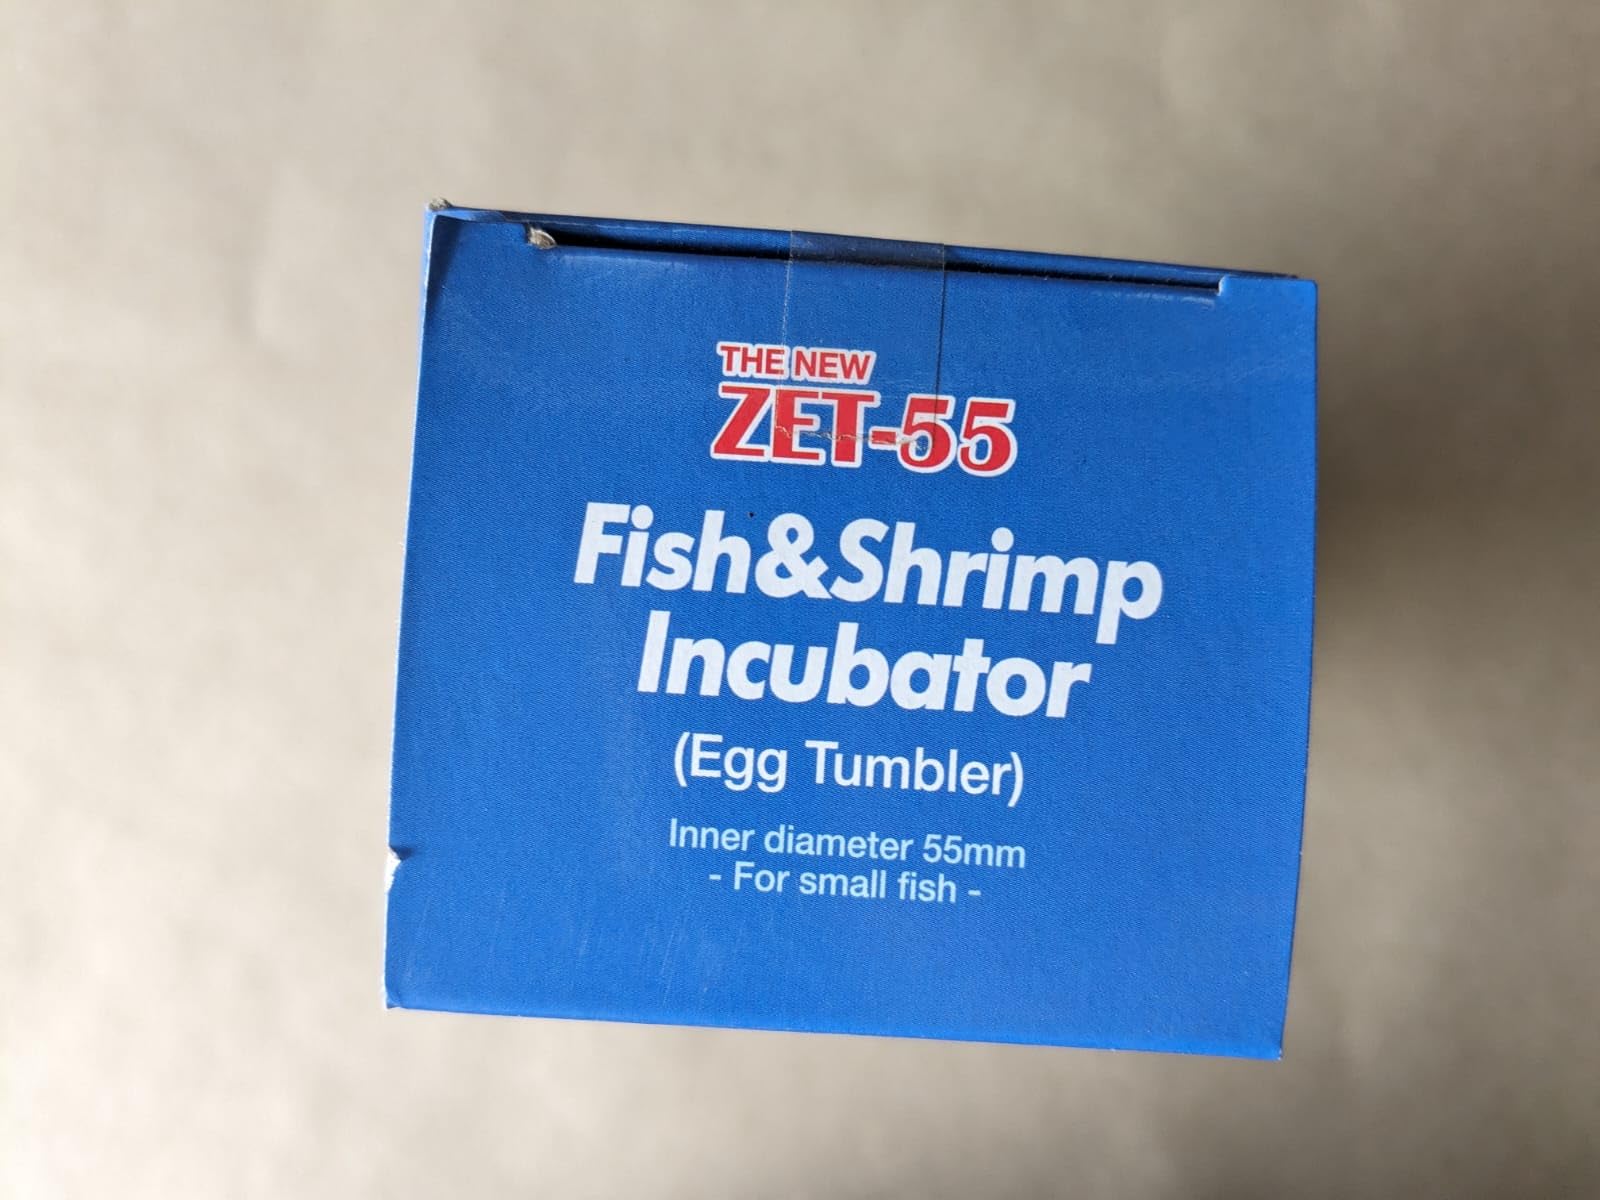 THE NEW
ZET-55
Fish&Shrimp
Incubator
(Egg Tumbler)
Inner diameter 55mm
- For small fish -